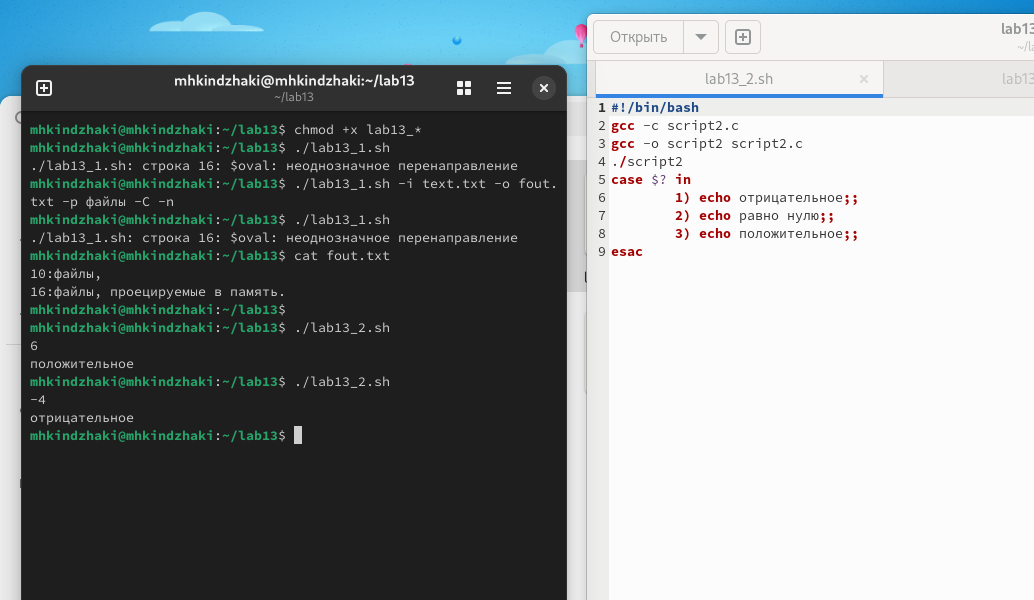 mhkindzhaki@mhkindzhaki:~/lab13
~/lab13
mhkindzhaki@mhkindzhaki:~/lab13$ chmod +x lab13_*
mhkindzhaki@mhkindzhaki:~/lab13$ ./lab13_1.sh
./lab13_1.sh: строка 16: $oval: неоднозначное перенаправление
mhkindzhaki@mhkindzhaki:~/lab13$ ./lab13_1.sh -i text.txt -o fout.
txt -p файлы -C -n
mhkindzhaki@mhkindzhaki:~/lab13$ ./lab13_1.sh
./lab13_1.sh: строка 16: $oval: неоднозначное перенаправление
mhkindzhaki@mhkindzhaki:~/lab13$ cat fout.txt
10:файлы,
16:файлы, проецируемые в память.
mhkindzhaki@mhkindzhaki:~/lab13$
mhkindzhaki@mhkindzhaki:~/lab13$ ./lab13_2.sh
6
положительное
mhkindzhaki@mhkindzhaki:~/lab13$ ./lab13_2.sh
-4
отрицательное
mhkindzhaki@mhkindzhaki:~/lab13$
Открыть
lab13
~/la
lab13_2.sh
lab13
1 #!/bin/bash
2 gcc -c script2.c
3 gcc -o script2 script2.c
4 ./script2
5 case $? in
6 1) echo отрицательное;;
7 2) echo равно нулю;;
8 3) echo положительное;;
9 esac